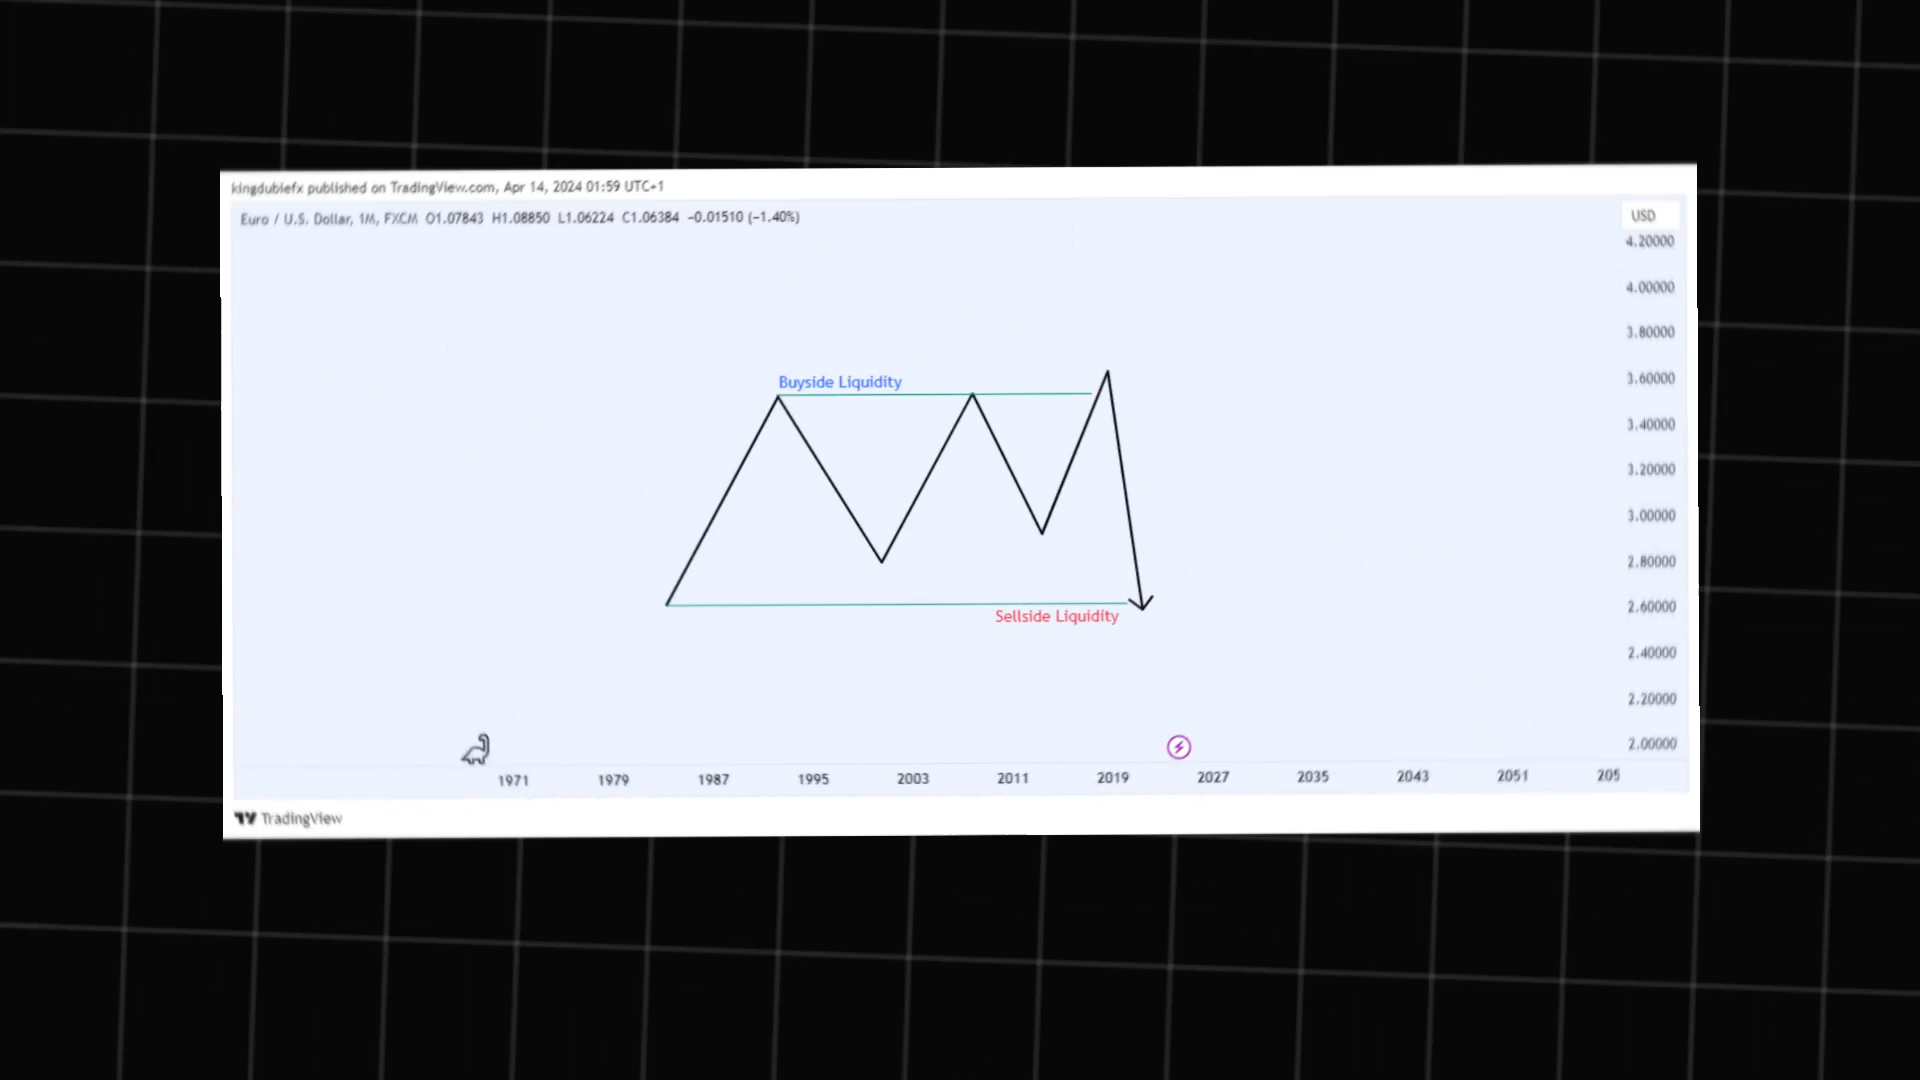 kingdublefx published on TradingView.com, Apr 14, 2024 01:59 UTC+1
Euro / U.S. Dollar, 1M, FXCM O1.07843 H1.08850 L1.06224 C1.06384 −0.01510 (−1.40%)
USD
4.20000
4.00000
3.80000
3.60000
3.40000
3.20000
3.00000
2.80000
2.60000
2.40000
2.20000
2.00000
Buyside Liquidity
Sellside Liquidity
1971 1979 1987 1995 2003 2011 2019 2027 2035 2043 2051 205
TradingView